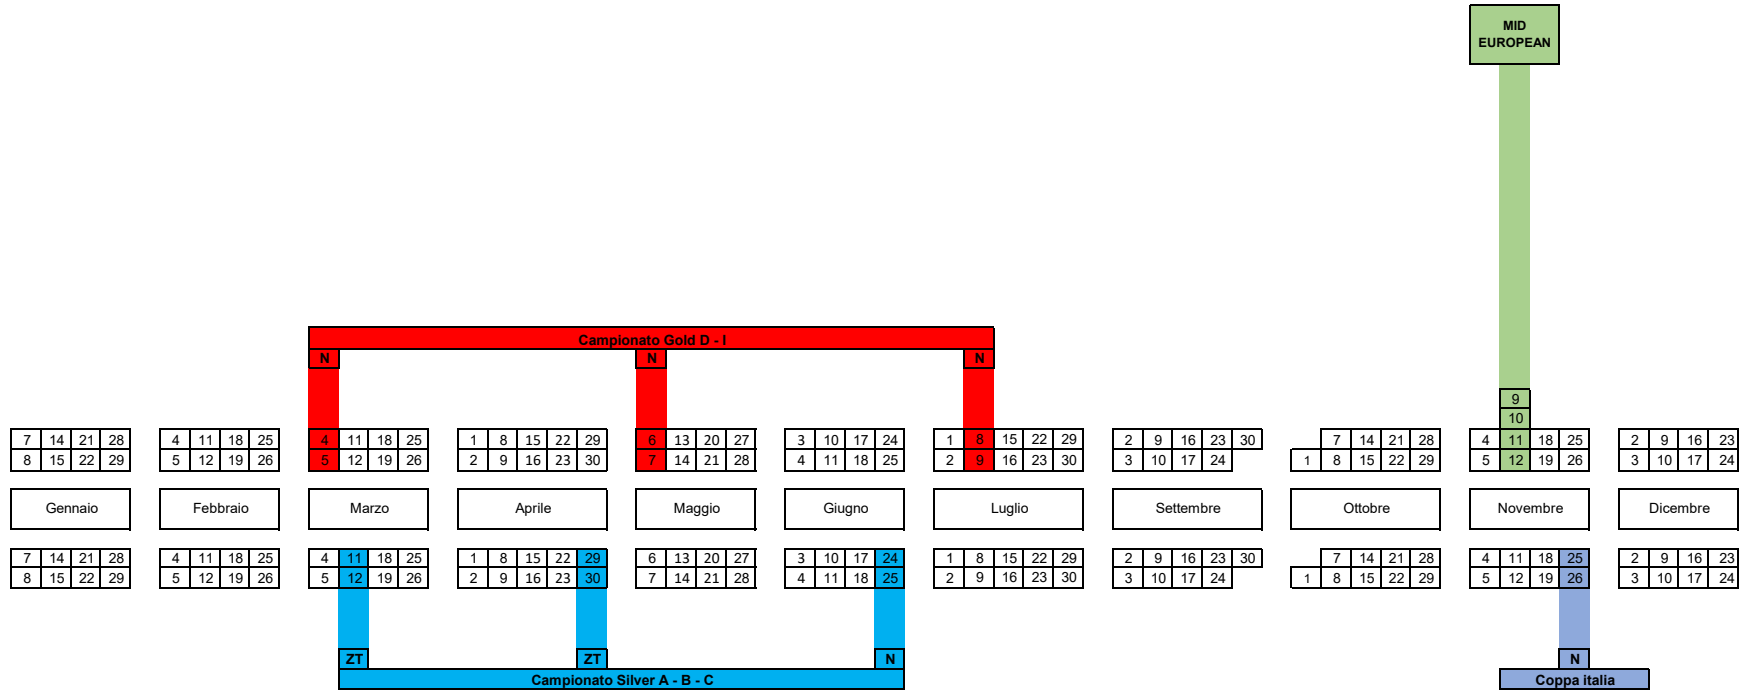 MID
EUROPEAN
Campionato Gold D - I
N N N
9
10
7 14 21 28 4 11 18 25 4 11 18 25 1 8 15 22 29 6 13 20 27 3 10 17 24 1 8 15 22 29 2 9 16 23 30 7 14 21 28 4 11 18 25 2 9 16 23
8 15 22 29 5 12 19 26 5 12 19 26 2 9 16 23 30 7 14 21 28 4 11 18 25 2 9 16 23 30 3 10 17 24 1 8 15 22 29 5 12 19 26 3 10 17 24
Gennaio Febbraio Marzo Aprile Maggio Giugno Luglio Settembre Ottobre Novembre Dicembre
7 14 21 28 4 11 18 25 4 11 18 25 1 8 15 22 29 6 13 20 27 3 10 17 24 1 8 15 22 29 2 9 16 23 30 7 14 21 28 4 11 18 25 2 9 16 23
8 15 22 29 5 12 19 26 5 12 19 26 2 9 16 23 30 7 14 21 28 4 11 18 25 2 9 16 23 30 3 10 17 24 1 8 15 22 29 5 12 19 26 3 10 17 24
ZT ZT N N
Campionato Silver A - B - C Coppa italia